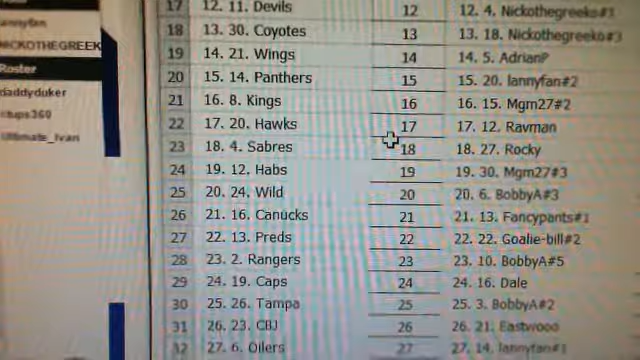 17 12. 11. Devils 12 12. 4. Nickothegreeks#1
annyfan
18 13. 30 Coyotes 13 13. 18. Nickothegreeks#3
NICKOTHEGREEK
19 14. 21. Wings 14 14. 5. AdrianP
Roster
20 15. 14. Panthers 15 15. 20. lannyfan#2
daddyduker
21 16. 8. Kings 16 16. 15. Mgm27#2
22 17. 20. Hawks 17 17. 12. Ravman
Ultimate_Ivan
23 18. 4. Sabres 18 18. 27. Rocky
24 19. 12. Habs 19 19. 30. Mgm27#3
25 20. 24. Wild 20 20. 6. BobbyA#3
26 21. 16. Canucks 21 21. 13. Fancypants#1
27 22. 13. Preds 22 22. 22. Goalie-bill#2
28 23. 2. Rangers 23 23. 10. BobbyA#5
29 24. 19. Caps 24 24. 16. Dale
30 25. 26. Tampa 25 25. 3. BobbyA#2
31 26. 23. CBJ 26 26. 21. Eastwooo
32 27. 6. Oilers 27 27. 14. lannyfan#1